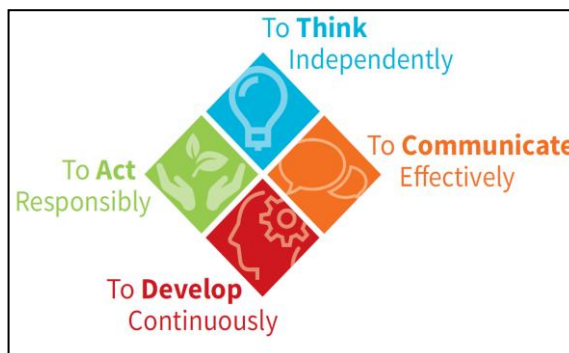 To Think
Independently
To Communicate
Effectively
To Act
Responsibly
To Develop
Continuously